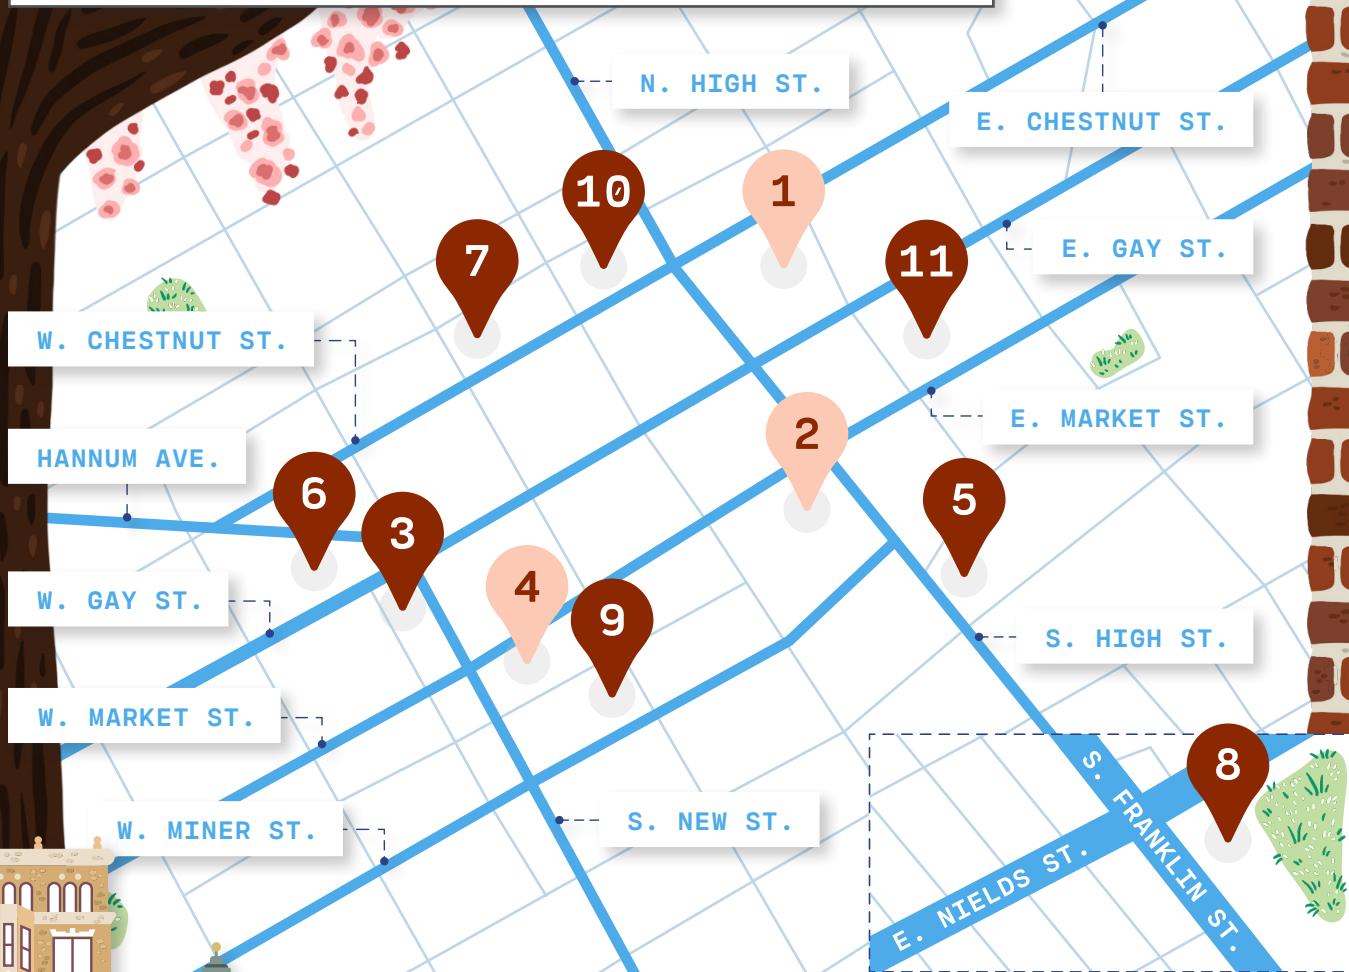 N. HIGH ST.
E. CHESTNUT ST.
10
1
7
11
E. GAY ST.
W. CHESTNUT ST.
E. MARKET ST.
2
HANNUM AVE.
6
5
3
4
W. GAY ST.
9
S. HIGH ST.
W. MARKET ST.
8
S. FRANKLIN ST.
W. MINER ST.
S. NEW ST.
E. NIELDS ST.